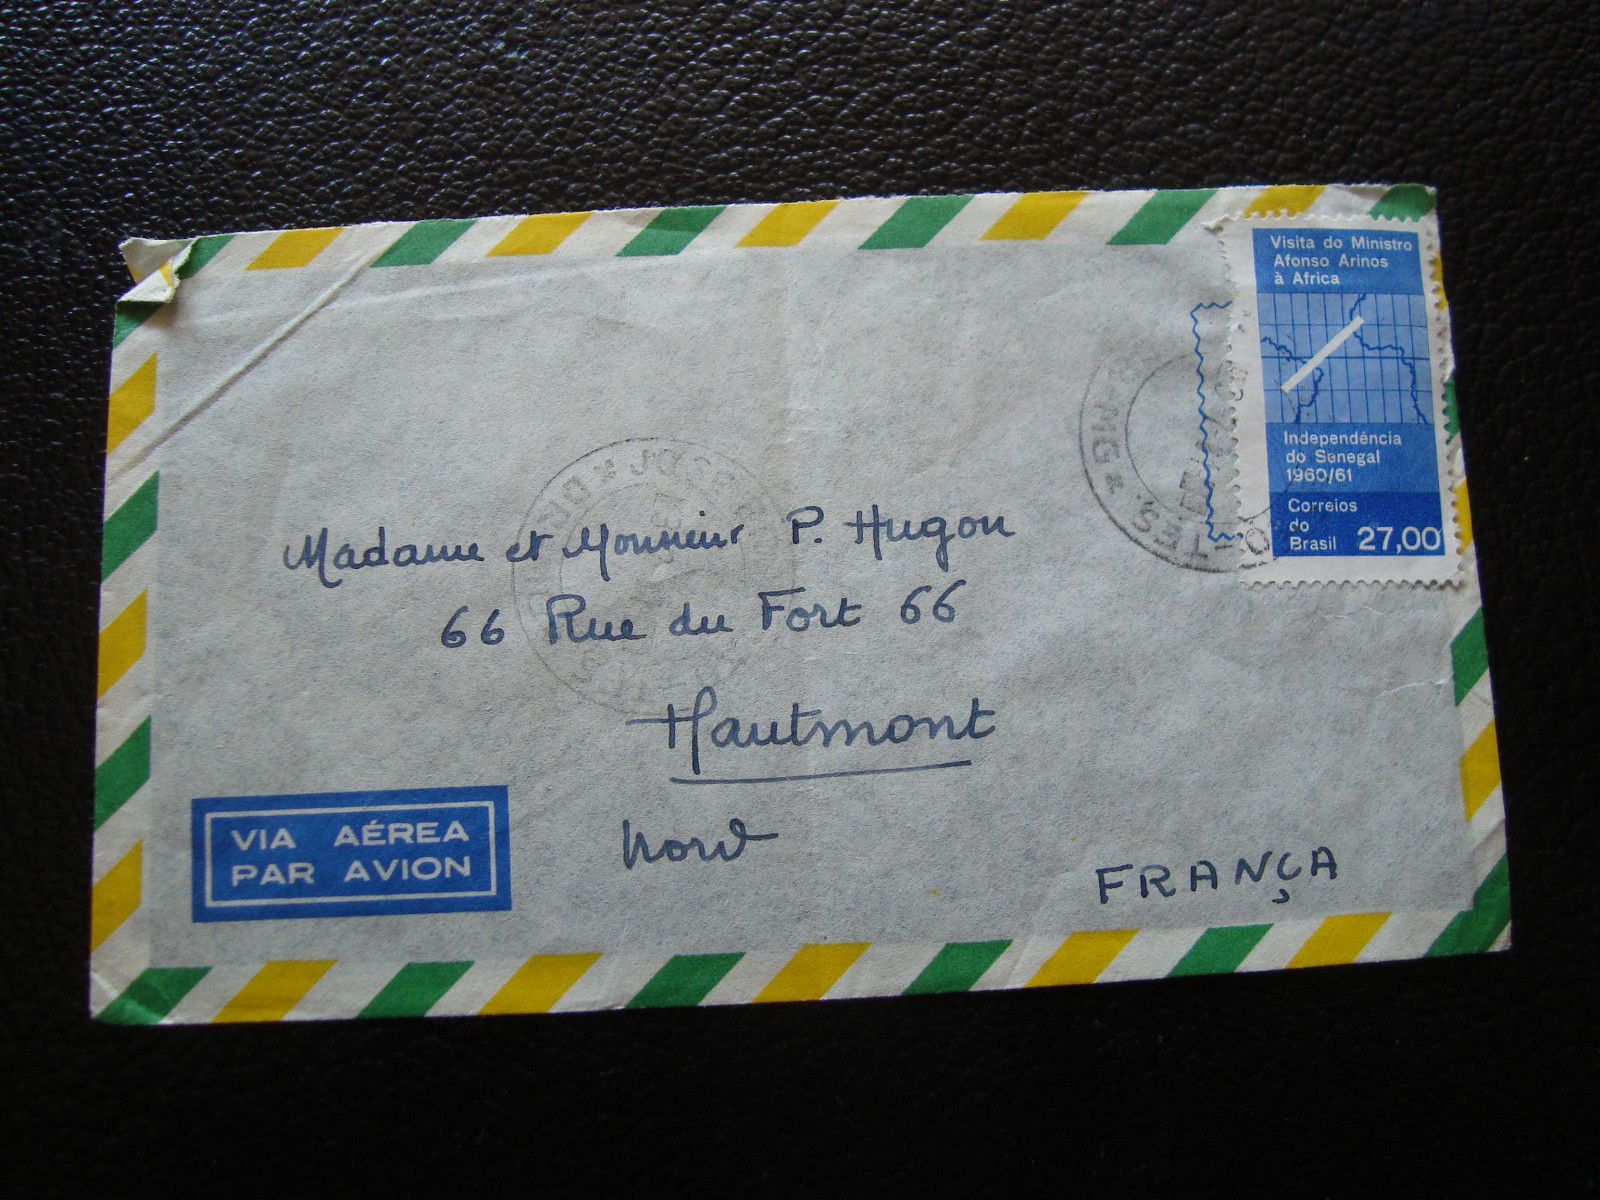 Visita do Ministro
Afonso Arinos
à Africa
Independência
do Senegal
1960/61
Correios
do
Brasil 27,00
Madame et Monsieur P. Hugon
66 Rue du Fort 66
Hautmont
Nord
FRANÇA
VIA AÉREA
PAR AVION